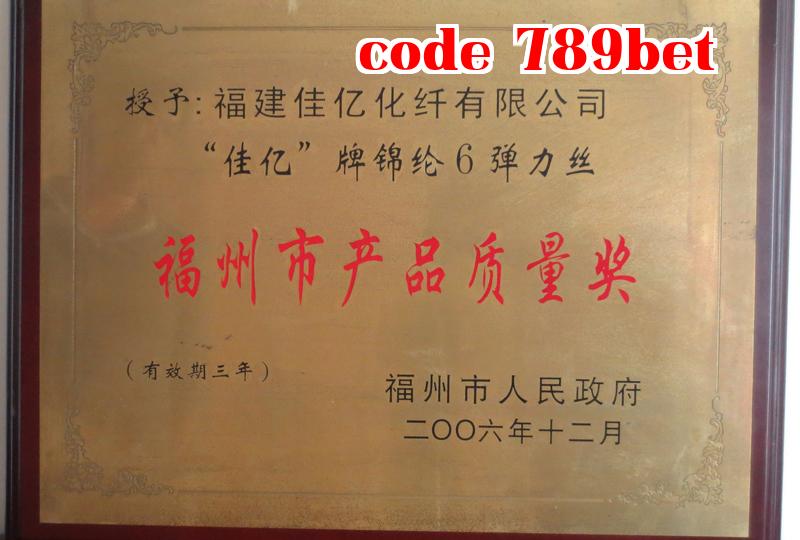 code 789bet
授予:福建佳亿化纤有限公司
“佳亿”牌锦纶6弹力丝
福州市产品质量奖
(有效期三年)
福州市人民政府
二〇〇六年十二月